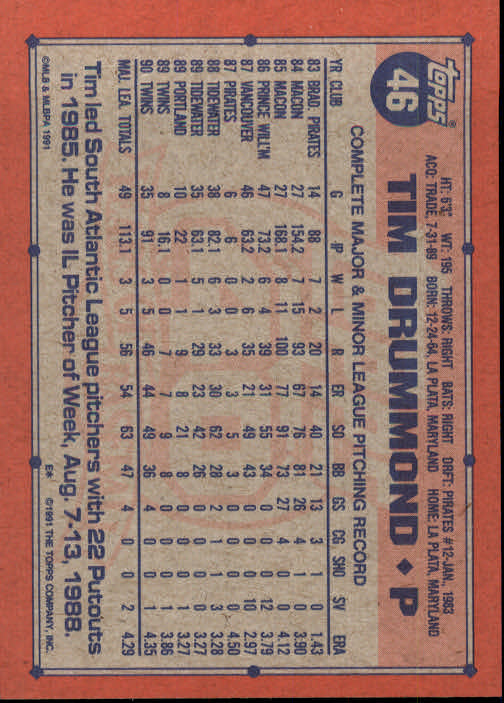 Topps®
46
TIM DRUMMOND ◆ P
HT: 6'3" WT: 195 THROWS: RIGHT BATS: RIGHT DRFT: PIRATES #12-JAN., 1983
ACQ: TRADE, 7-31-89 BORN: 12-24-64, LA PLATA, MARYLAND HOME: LA PLATA, MARYLAND
COMPLETE MAJOR & MINOR LEAGUE PITCHING RECORD
YR CLUB G IP W L R ER SO BB GS CG SHO SV ERA
83 BRAD. PIRATES 14 88 7 2 20 14 40 21 13 3 1 0 1.43
84 MACON 27 154.2 7 15 93 67 76 81 26 4 0 0 3.90
85 MACON 27 168.1 8 11 100 77 91 73 27 4 0 0 4.12
86 PRINCE WILL'M 47 73.2 6 4 39 31 55 34 0 0 0 12 3.79
87 VANCOUVER 46 63.2 2 6 35 21 49 43 0 0 0 10 2.97
87 PIRATES 6 6 0 0 3 3 5 3 0 0 0 0 4.50
88 TIDEWATER 38 82.1 6 3 33 30 62 28 2 1 3.28
89 TIDEWATER 35 63.1 5 1 29 23 42 26 3.27
89 PORTLAND 10 22 1 1 9 8 21 8 3.27
89 TWINS 8 16.1 0 0 7 7 9 8 0 0 0 1 3.86
90 TWINS 35 91 3 5 46 44 49 36 4 0 0 1 4.35
MAJ. LEA. TOTALS 49 113.1 3 5 56 54 63 47 4 0 0 2 4.29
Tim led South Atlantic League pitchers with 22 Putouts
in 1985. He was IL Pitcher of Week, Aug. 7-13, 1988.
©MLB & MLBPA 1991 E* ©1991 THE TOPPS COMPANY, INC.